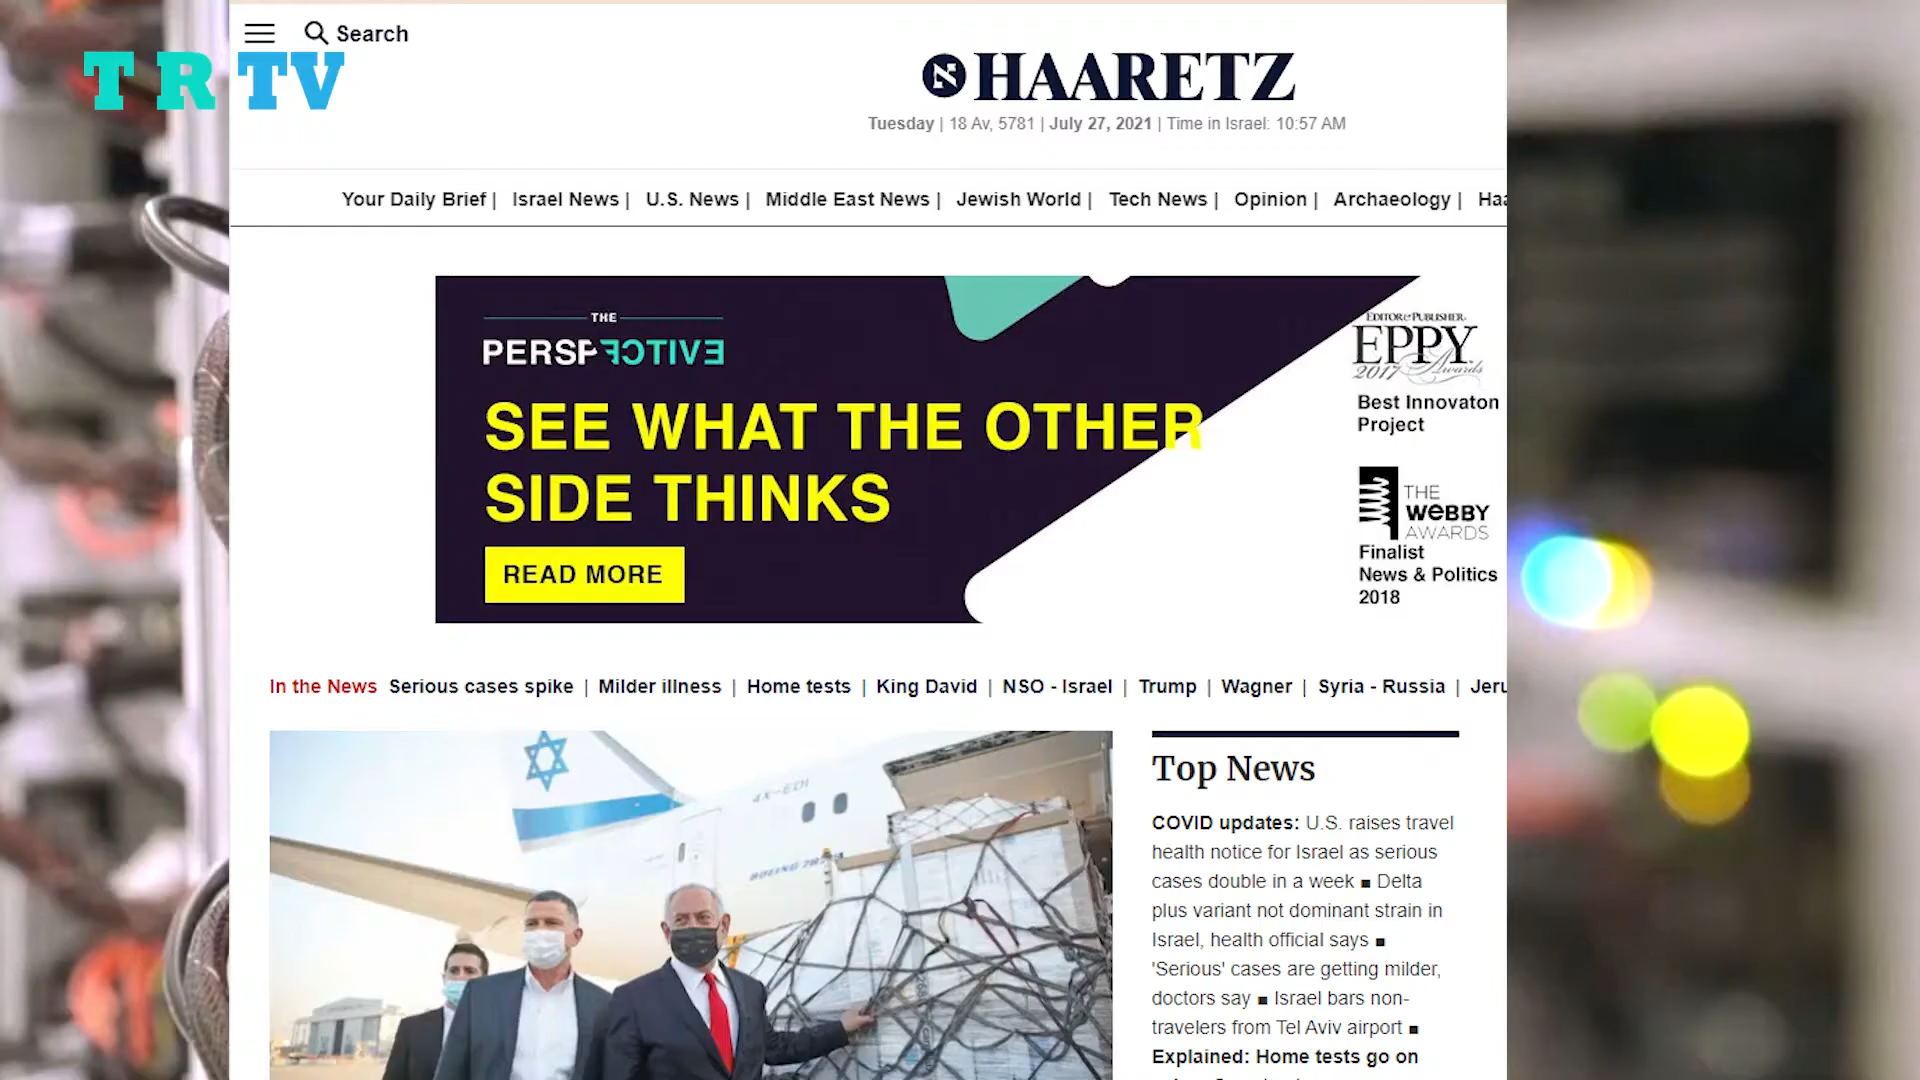 Search
T R TV
HAARETZ
Tuesday | 18 Av, 5781 | July 27, 2021 | Time in Israel: 10:57 AM
Your Daily Brief | Israel News | U.S. News | Middle East News | Jewish World | Tech News | Opinion | Archaeology |
THE
PERSPECTIVE
SEE WHAT THE OTHER
SIDE THINKS
READ MORE
EDITOR & PUBLISHER
EPPY
2017 Awards
Best Innovaton
Project
THE
WEBBY
AWARDS
Finalist
News & Politics
2018
In the News Serious cases spike | Milder illness | Home tests | King David | NSO - Israel | Trump | Wagner | Syria - Russia | Jeru
4X-EDI
BOEING 787
Top News
COVID updates: U.S. raises travel
health notice for Israel as serious
cases double in a week ■ Delta
plus variant not dominant strain in
Israel, health official says ■
'Serious' cases are getting milder,
doctors say ■ Israel bars non-
travelers from Tel Aviv airport ■
Explained: Home tests go on